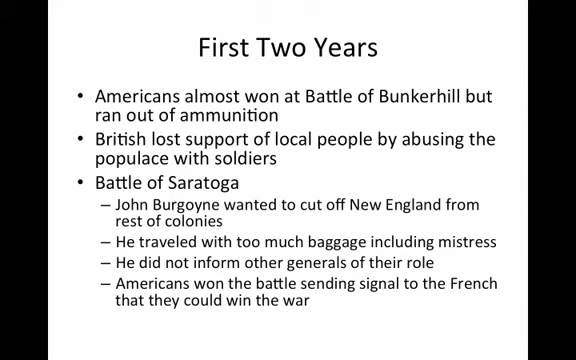 First Two Years
• Americans almost won at Battle of Bunkerhill but
ran out of ammunition
• British lost support of local people by abusing the
populace with soldiers
• Battle of Saratoga
– John Burgoyne wanted to cut off New England from
rest of colonies
– He traveled with too much baggage including mistress
– He did not inform other generals of their role
– Americans won the battle sending signal to the French
that they could win the war